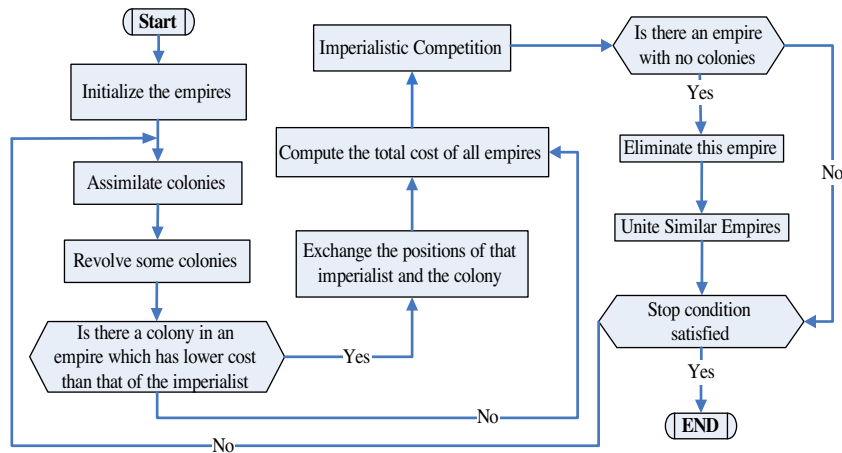 Start
Initialize the empires
Assimilate colonies
Revolve some colonies
Is there a colony in an
empire which has lower cost
than that of the imperialist
Yes
No
Exchange the positions of that
imperialist and the colony
Compute the total cost of all empires
Imperialistic Competition
Is there an empire
with no colonies
Yes
No
Eliminate this empire
Unite Similar Empires
Stop condition
satisfied
Yes
No
END